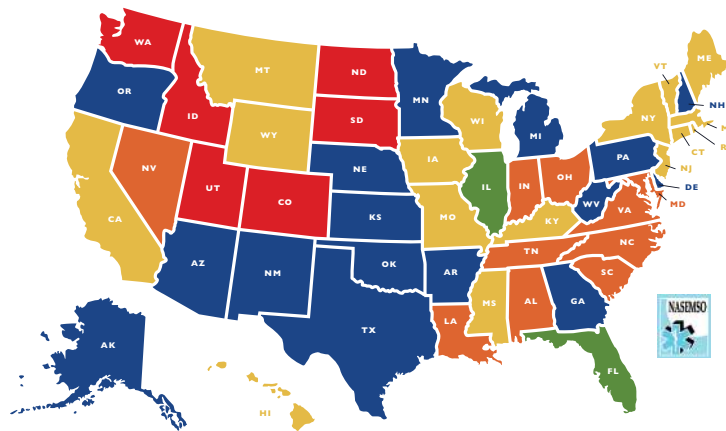 WA
MT
ND
OR
ID
SD
WY
MN
WI
MI
VT
ME
NH
NY
M
R
CT
NJ
PA
DE
MD
NV
UT
CO
NE
IA
IL
IN
OH
WV
VA
CA
KS
MO
KY
AZ
NM
OK
AR
TN
NC
SC
TX
LA
MS
AL
GA
FL
AK
HI
NASEMSO